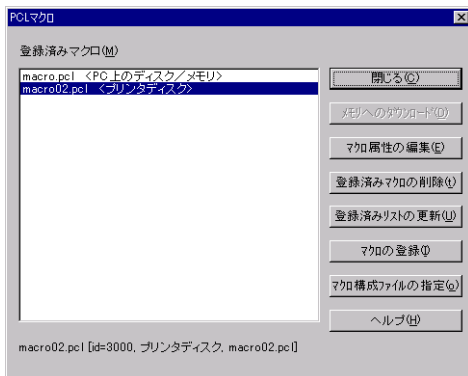 PCLマクロ
登録済みマクロ(M)
macro.pcl <PC上のディスク/メモリ>
macro02.pcl <プリンタディスク>
閉じる(C)
メモリへのダウンロード(D)
マクロ属性の編集(E)
登録済みマクロの削除(t)
登録済みリストの更新(U)
マクロの登録(I)
マクロ構成ファイルの指定(o)
ヘルプ(H)
macro02.pcl [id=3000, プリンタディスク, macro02.pcl]